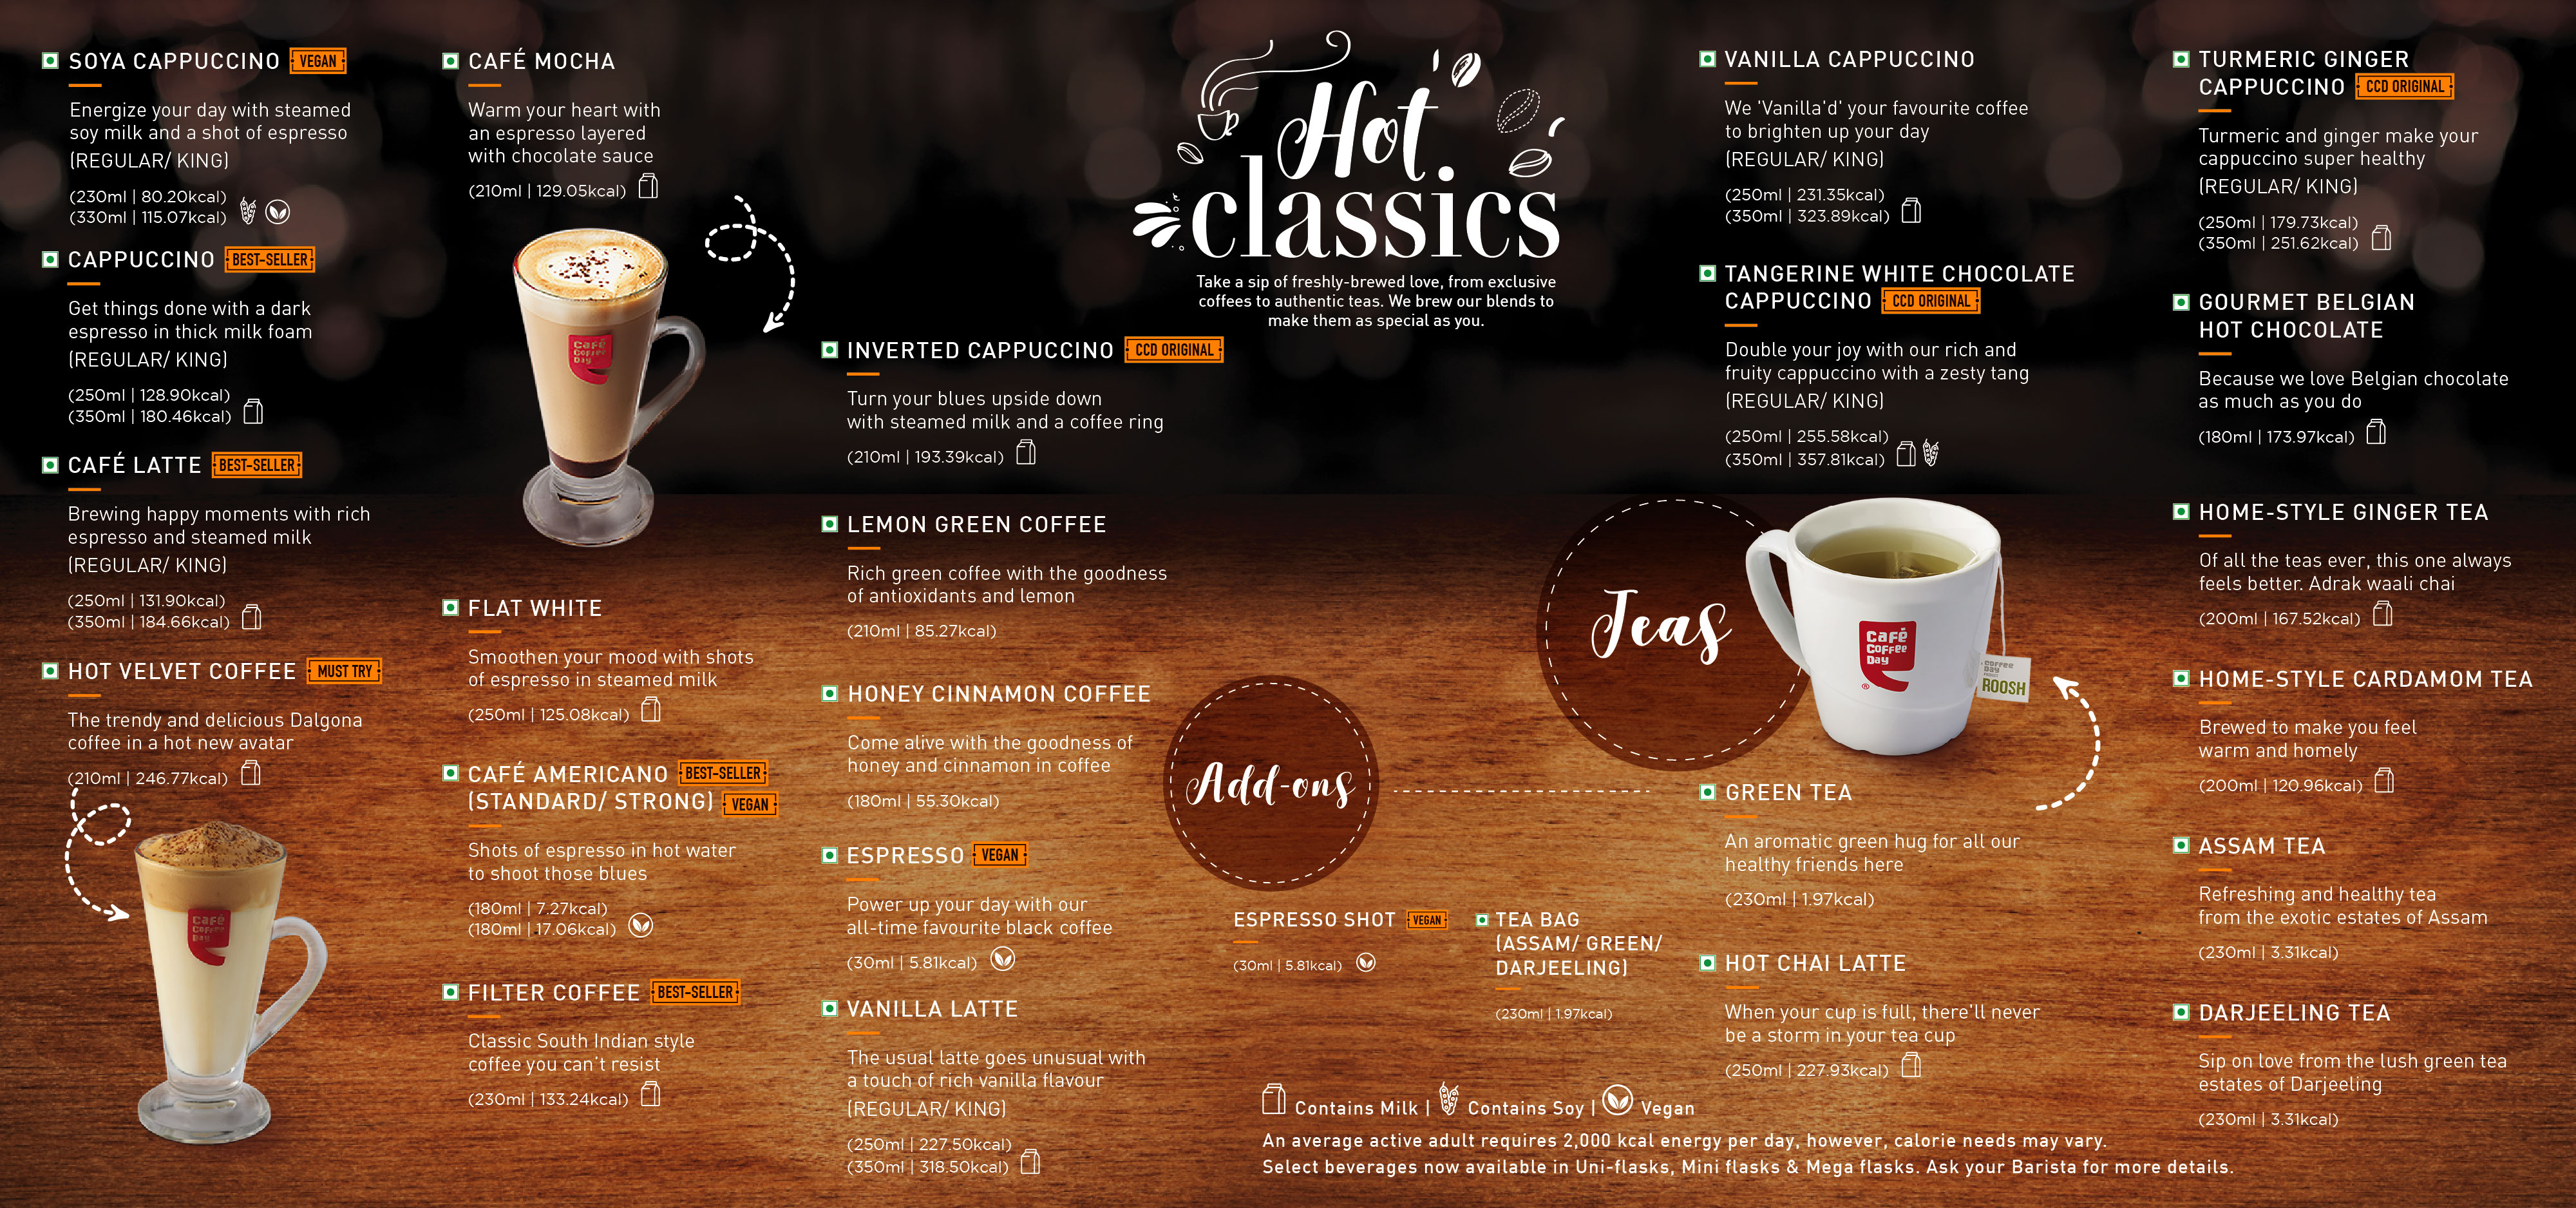 SOYA CAPPUCCINO VEGAN
Energize your day with steamed
soy milk and a shot of espresso
(REGULAR/ KING)
(230ml | 80.20kcal)
(330ml | 115.07kcal)
CAPPUCCINO BEST-SELLER
Get things done with a dark
espresso in thick milk foam
(REGULAR/ KING)
(250ml | 128.90kcal)
(350ml | 180.46kcal)
CAFÉ LATTE BEST-SELLER
Brewing happy moments with rich
espresso and steamed milk
(REGULAR/ KING)
(250ml | 131.90kcal)
(350ml | 184.66kcal)
HOT VELVET COFFEE MUST TRY
The trendy and delicious Dalgona
coffee in a hot new avatar
(210ml | 246.77kcal)
Café
Coffee
Day
CAFÉ MOCHA
Warm your heart with
an espresso layered
with chocolate sauce
(210ml | 129.05kcal)
Café
Coffee
Day
FLAT WHITE
Smoothen your mood with shots
of espresso in steamed milk
(250ml | 125.08kcal)
CAFÉ AMERICANO BEST-SELLER
(STANDARD/ STRONG) VEGAN
Shots of espresso in hot water
to shoot those blues
(180ml | 7.27kcal)
(180ml | 17.06kcal)
FILTER COFFEE BEST-SELLER
Classic South Indian style
coffee you can't resist
(230ml | 133.24kcal)
Hot
classics
Take a sip of freshly-brewed love, from exclusive
coffees to authentic teas. We brew our blends to
make them as special as you.
INVERTED CAPPUCCINO CCD ORIGINAL
Turn your blues upside down
with steamed milk and a coffee ring
(210ml | 193.39kcal)
LEMON GREEN COFFEE
Rich green coffee with the goodness
of antioxidants and lemon
(210ml | 85.27kcal)
HONEY CINNAMON COFFEE
Come alive with the goodness of
honey and cinnamon in coffee
(180ml | 55.30kcal)
ESPRESSO VEGAN
Power up your day with our
all-time favourite black coffee
(30ml | 5.81kcal)
VANILLA LATTE
The usual latte goes unusual with
a touch of rich vanilla flavour
(REGULAR/ KING)
(250ml | 227.50kcal)
(350ml | 318.50kcal)
Add-ons
ESPRESSO SHOT VEGAN
(30ml | 5.81kcal)
TEA BAG
(ASSAM/ GREEN/
DARJEELING)
(230ml | 1.97kcal)
VANILLA CAPPUCCINO
We 'Vanilla'd' your favourite coffee
to brighten up your day
(REGULAR/ KING)
(250ml | 231.35kcal)
(350ml | 323.89kcal)
TANGERINE WHITE CHOCOLATE
CAPPUCCINO CCD ORIGINAL
Double your joy with our rich and
fruity cappuccino with a zesty tang
(REGULAR/ KING)
(250ml | 255.58kcal)
(350ml | 357.81kcal)
Teas
Café
Coffee
Day
®
COFFEE
DAY
ROOSH
GREEN TEA
An aromatic green hug for all our
healthy friends here
(230ml | 1.97kcal)
HOT CHAI LATTE
When your cup is full, there'll never
be a storm in your tea cup
(250ml | 227.93kcal)
TURMERIC GINGER
CAPPUCCINO CCD ORIGINAL
Turmeric and ginger make your
cappuccino super healthy
(REGULAR/ KING)
(250ml | 179.73kcal)
(350ml | 251.62kcal)
GOURMET BELGIAN
HOT CHOCOLATE
Because we love Belgian chocolate
as much as you do
(180ml | 173.97kcal)
HOME-STYLE GINGER TEA
Of all the teas ever, this one always
feels better. Adrak waali chai
(200ml | 167.52kcal)
HOME-STYLE CARDAMOM TEA
Brewed to make you feel
warm and homely
(200ml | 120.96kcal)
ASSAM TEA
Refreshing and healthy tea
from the exotic estates of Assam
(230ml | 3.31kcal)
DARJEELING TEA
Sip on love from the lush green tea
estates of Darjeeling
(230ml | 3.31kcal)
Contains Milk | Contains Soy | Vegan
An average active adult requires 2,000 kcal energy per day, however, calorie needs may vary.
Select beverages now available in Uni-flasks, Mini flasks & Mega flasks. Ask your Barista for more details.